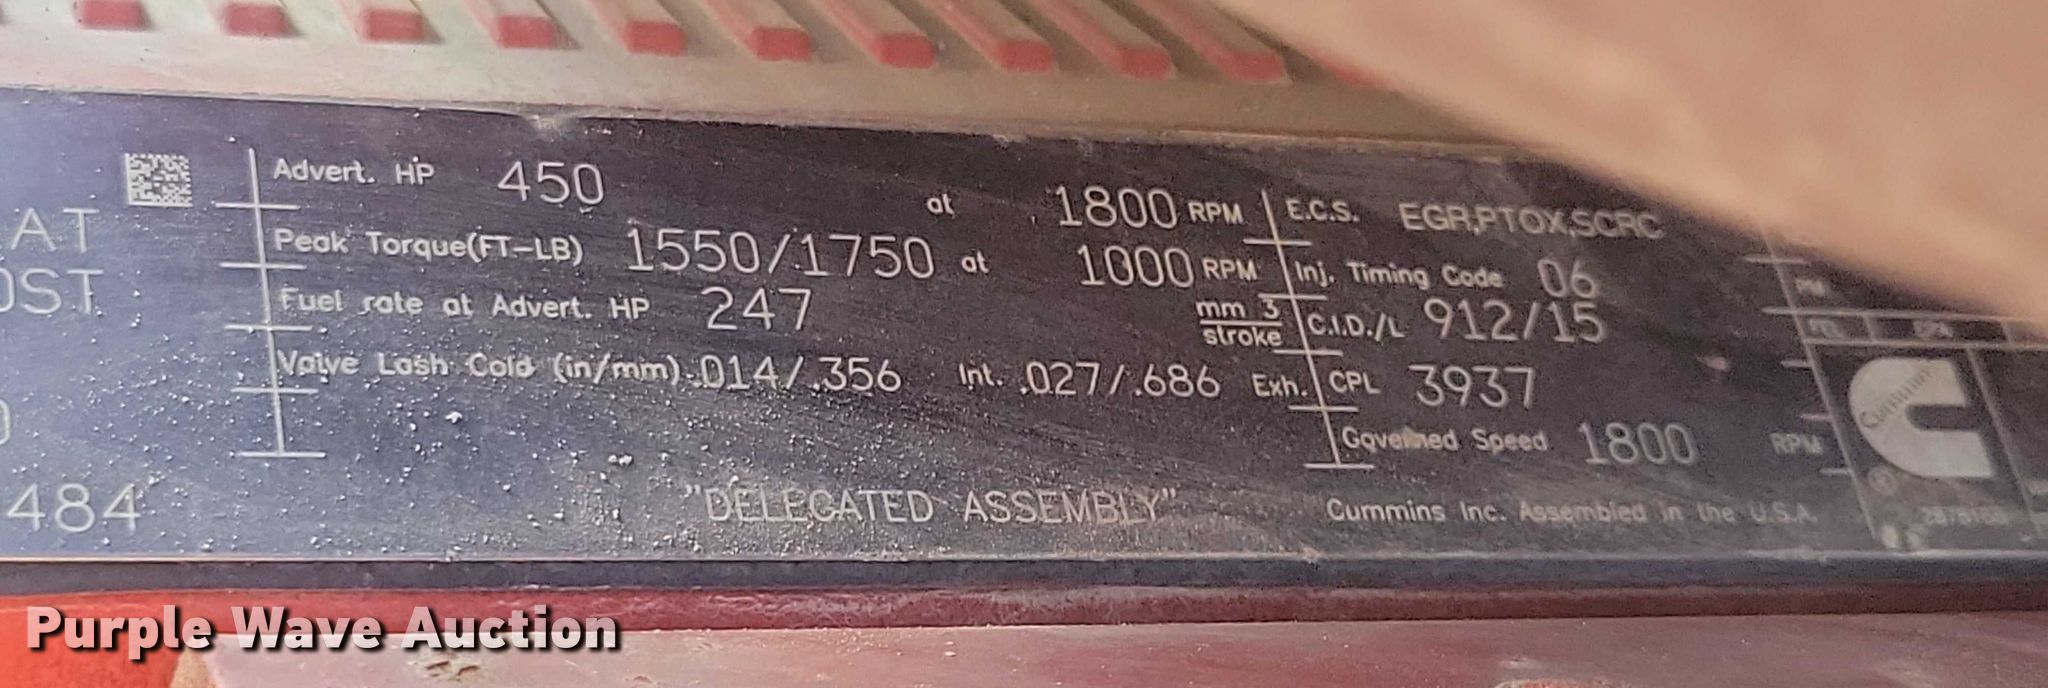 Advert. HP 450 at 1800 RPM
Peak Torque(FT-LB) 1550/1750 at 1000 RPM
Fuel rate at Advert. HP 247 mm 3 stroke
Valve Lash Cold (in/mm) .014/.356 Int. .027/.686 Exh.
E.C.S. EGR,PTOX,SCRC
Inj. Timing Code 06
C.I.D./L 912/15
CPL 3937
Governed Speed 1800 RPM
AT
OST
484
"DELEGATED ASSEMBLY"
Cummins Inc. Assembled in the U.S.A.
Cummins
Purple Wave Auction